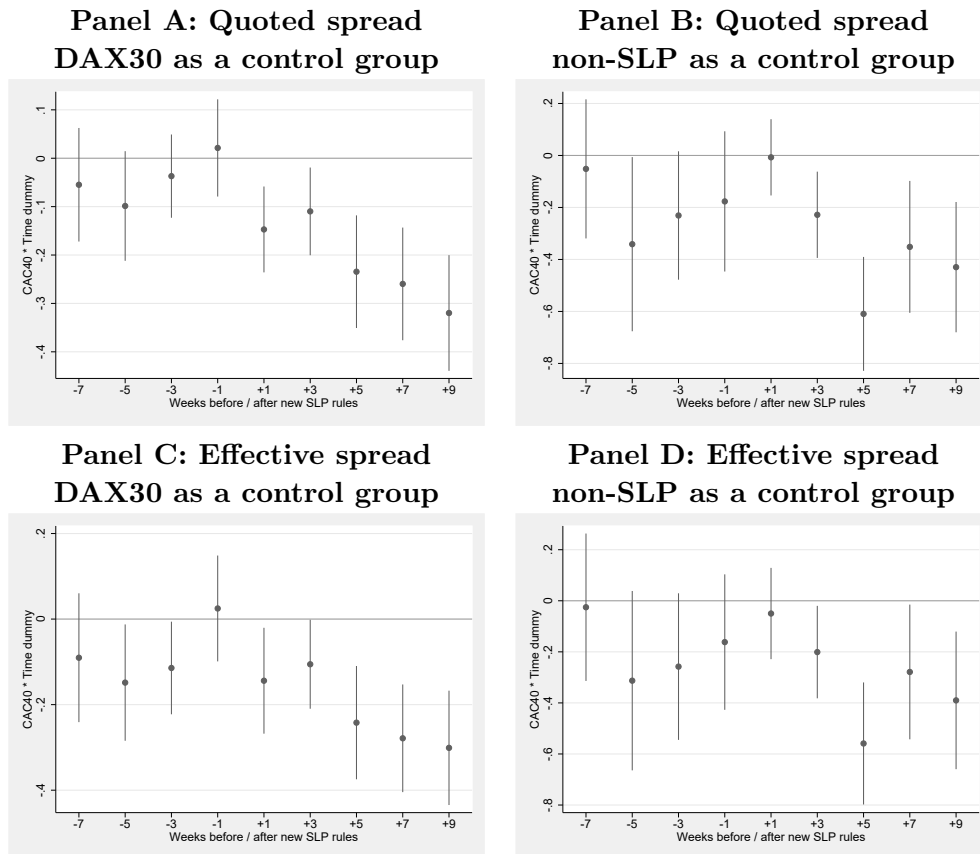 Panel A: Quoted spread
DAX30 as a control group
CAC40 * Time dummy
.1
0
-.1
-.2
-.3
-.4
-7 -5 -3 -1 +1 +3 +5 +7 +9
Weeks before / after new SLP rules
Panel B: Quoted spread
non-SLP as a control group
CAC40 * Time dummy
.2
0
-.2
-.4
-.6
-.8
-7 -5 -3 -1 +1 +3 +5 +7 +9
Weeks before / after new SLP rules
Panel C: Effective spread
DAX30 as a control group
CAC40 * Time dummy
.2
0
-.2
-.4
-7 -5 -3 -1 +1 +3 +5 +7 +9
Weeks before / after new SLP rules
Panel D: Effective spread
non-SLP as a control group
CAC40 * Time dummy
.2
0
-.2
-.4
-.6
-.8
-7 -5 -3 -1 +1 +3 +5 +7 +9
Weeks before / after new SLP rules